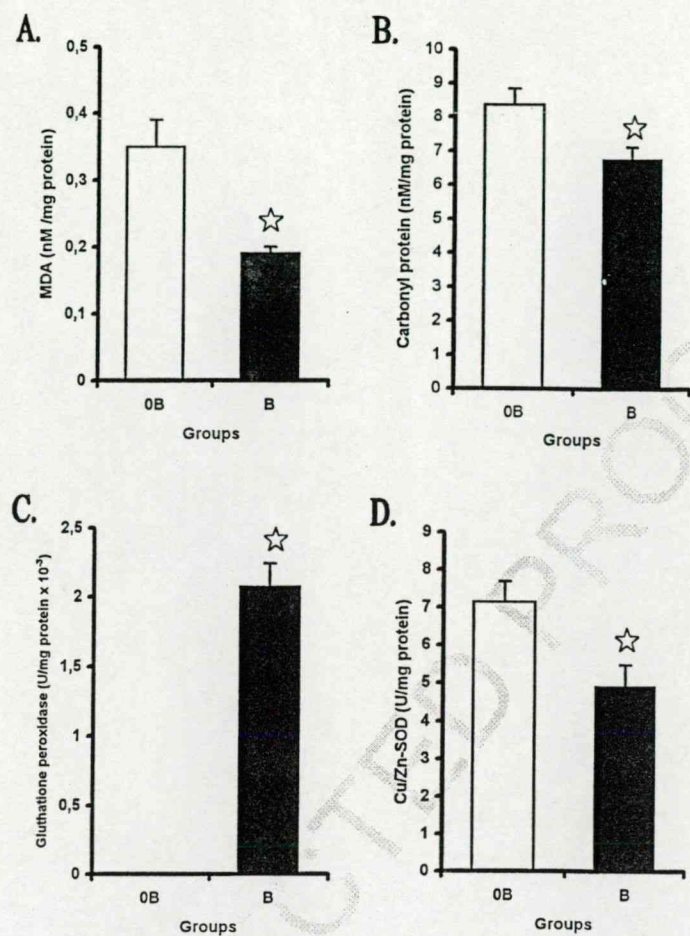 A.
MDA (nM /mg protein)
0,5
0,4
0,3
0,2
0,1
0
0B B
Groups
B.
Carbonyl protein (nM/mg protein)
10
9
8
7
6
5
4
3
2
1
0
0B B
Groups
C.
Gluthatione peroxidase (U/mg protein x 10⁻³)
2,5
2
1,5
1
0,5
0
0B B
Groups
D.
Cu/Zn-SOD (U/mg protein)
9
8
7
6
5
4
3
2
1
0
0B B
Groups
CTED PRO